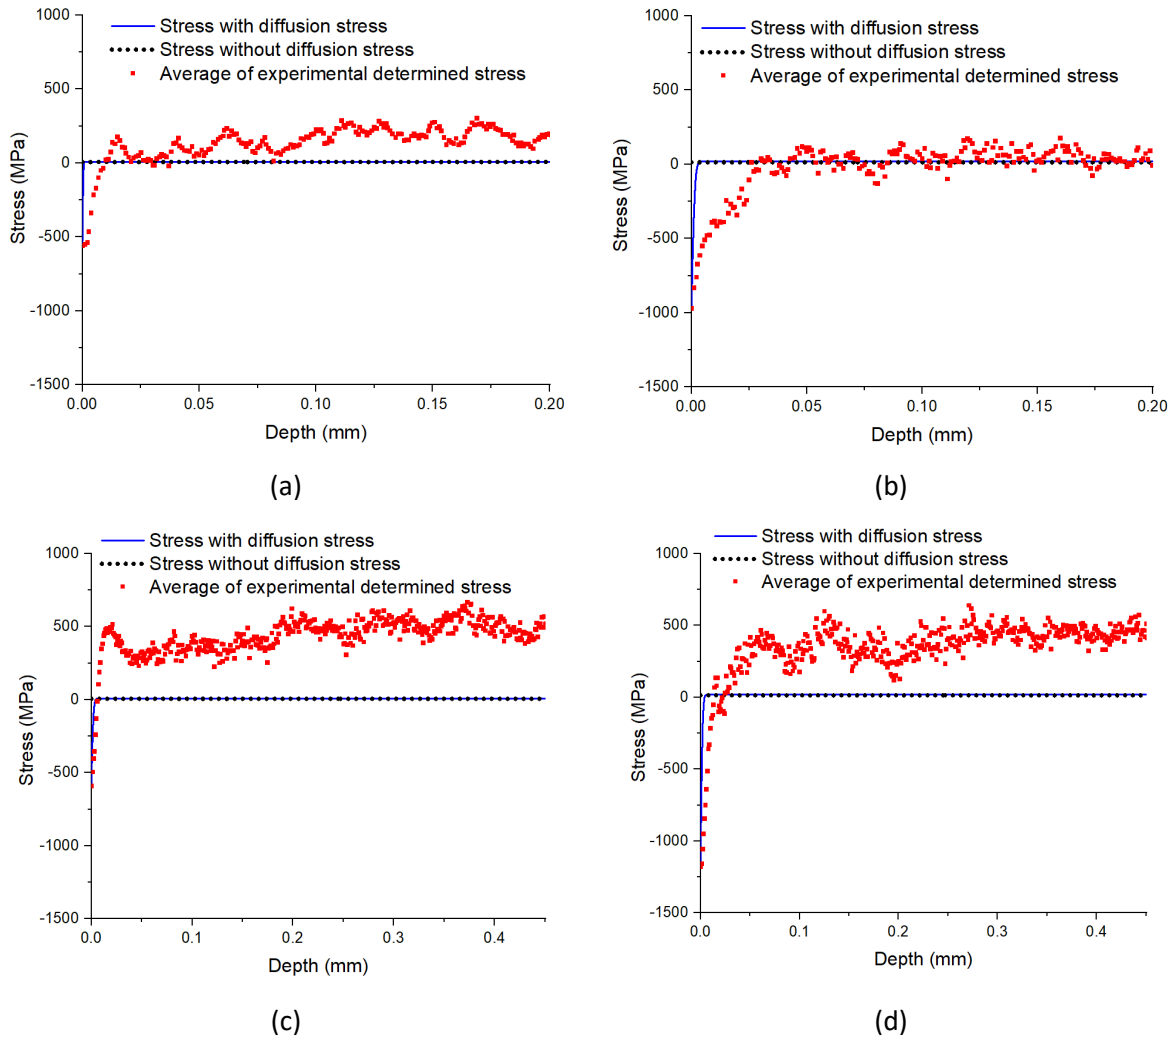 Stress with diffusion stress
Stress without diffusion stress
Average of experimental determined stress
1000
500
0
-500
-1000
-1500
Stress (MPa)
0.00
0.05
0.10
0.15
0.20
Depth (mm)
(a)
Stress with diffusion stress
Stress without diffusion stress
Average of experimental determined stress
1000
500
0
-500
-1000
-1500
Stress (MPa)
0.00
0.05
0.10
0.15
0.20
Depth (mm)
(b)
Stress with diffusion stress
Stress without diffusion stress
Average of experimental determined stress
1000
500
0
-500
-1000
-1500
Stress (MPa)
0.0
0.1
0.2
0.3
0.4
Depth (mm)
(c)
Stress with diffusion stress
Stress without diffusion stress
Average of experimental determined stress
1000
500
0
-500
-1000
-1500
Stress (MPa)
0.0
0.1
0.2
0.3
0.4
Depth (mm)
(d)